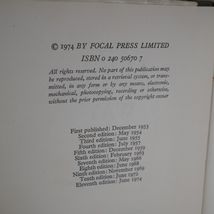 © 1974 BY FOCAL PRESS LIMITED
ISBN 0 240 50670 7
All rights reserved. No part of this publication may
be reproduced, stored in a retrieval system, or trans-
mitted, in any form or by any means, electronic,
mechanical, photocopying, recording or otherwise,
without the prior permission of the copyright owner
First published: December 1953
Second edition: May 1954
Third edition: June 1955
Fourth edition: July 1957
Fifth edition: December 1959
Sixth edition: February 1963
Seventh edition: May 1966
Eighth edition: June 1968
Ninth edition: November 1969
Tenth edition: June 1971
Eleventh edition: June 1974